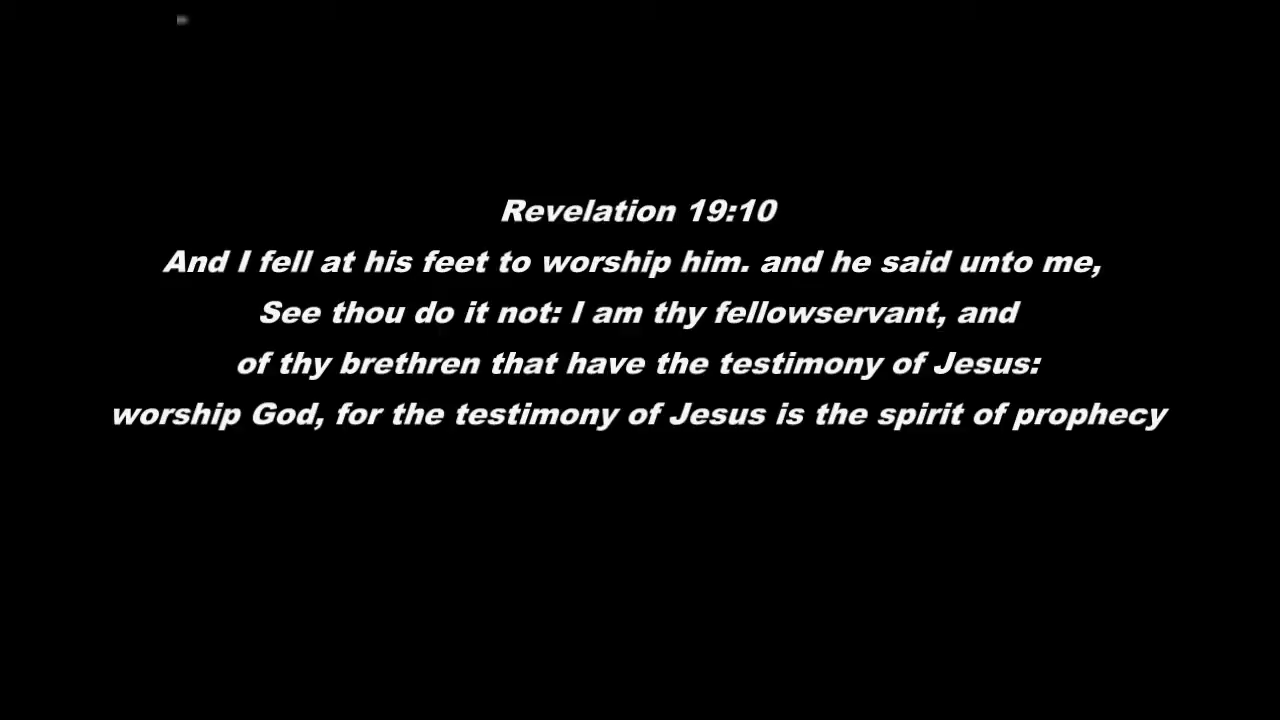 Revelation 19:10
And I fell at his feet to worship him. and he said unto me,
See thou do it not: I am thy fellowservant, and
of thy brethren that have the testimony of Jesus:
worship God, for the testimony of Jesus is the spirit of prophecy